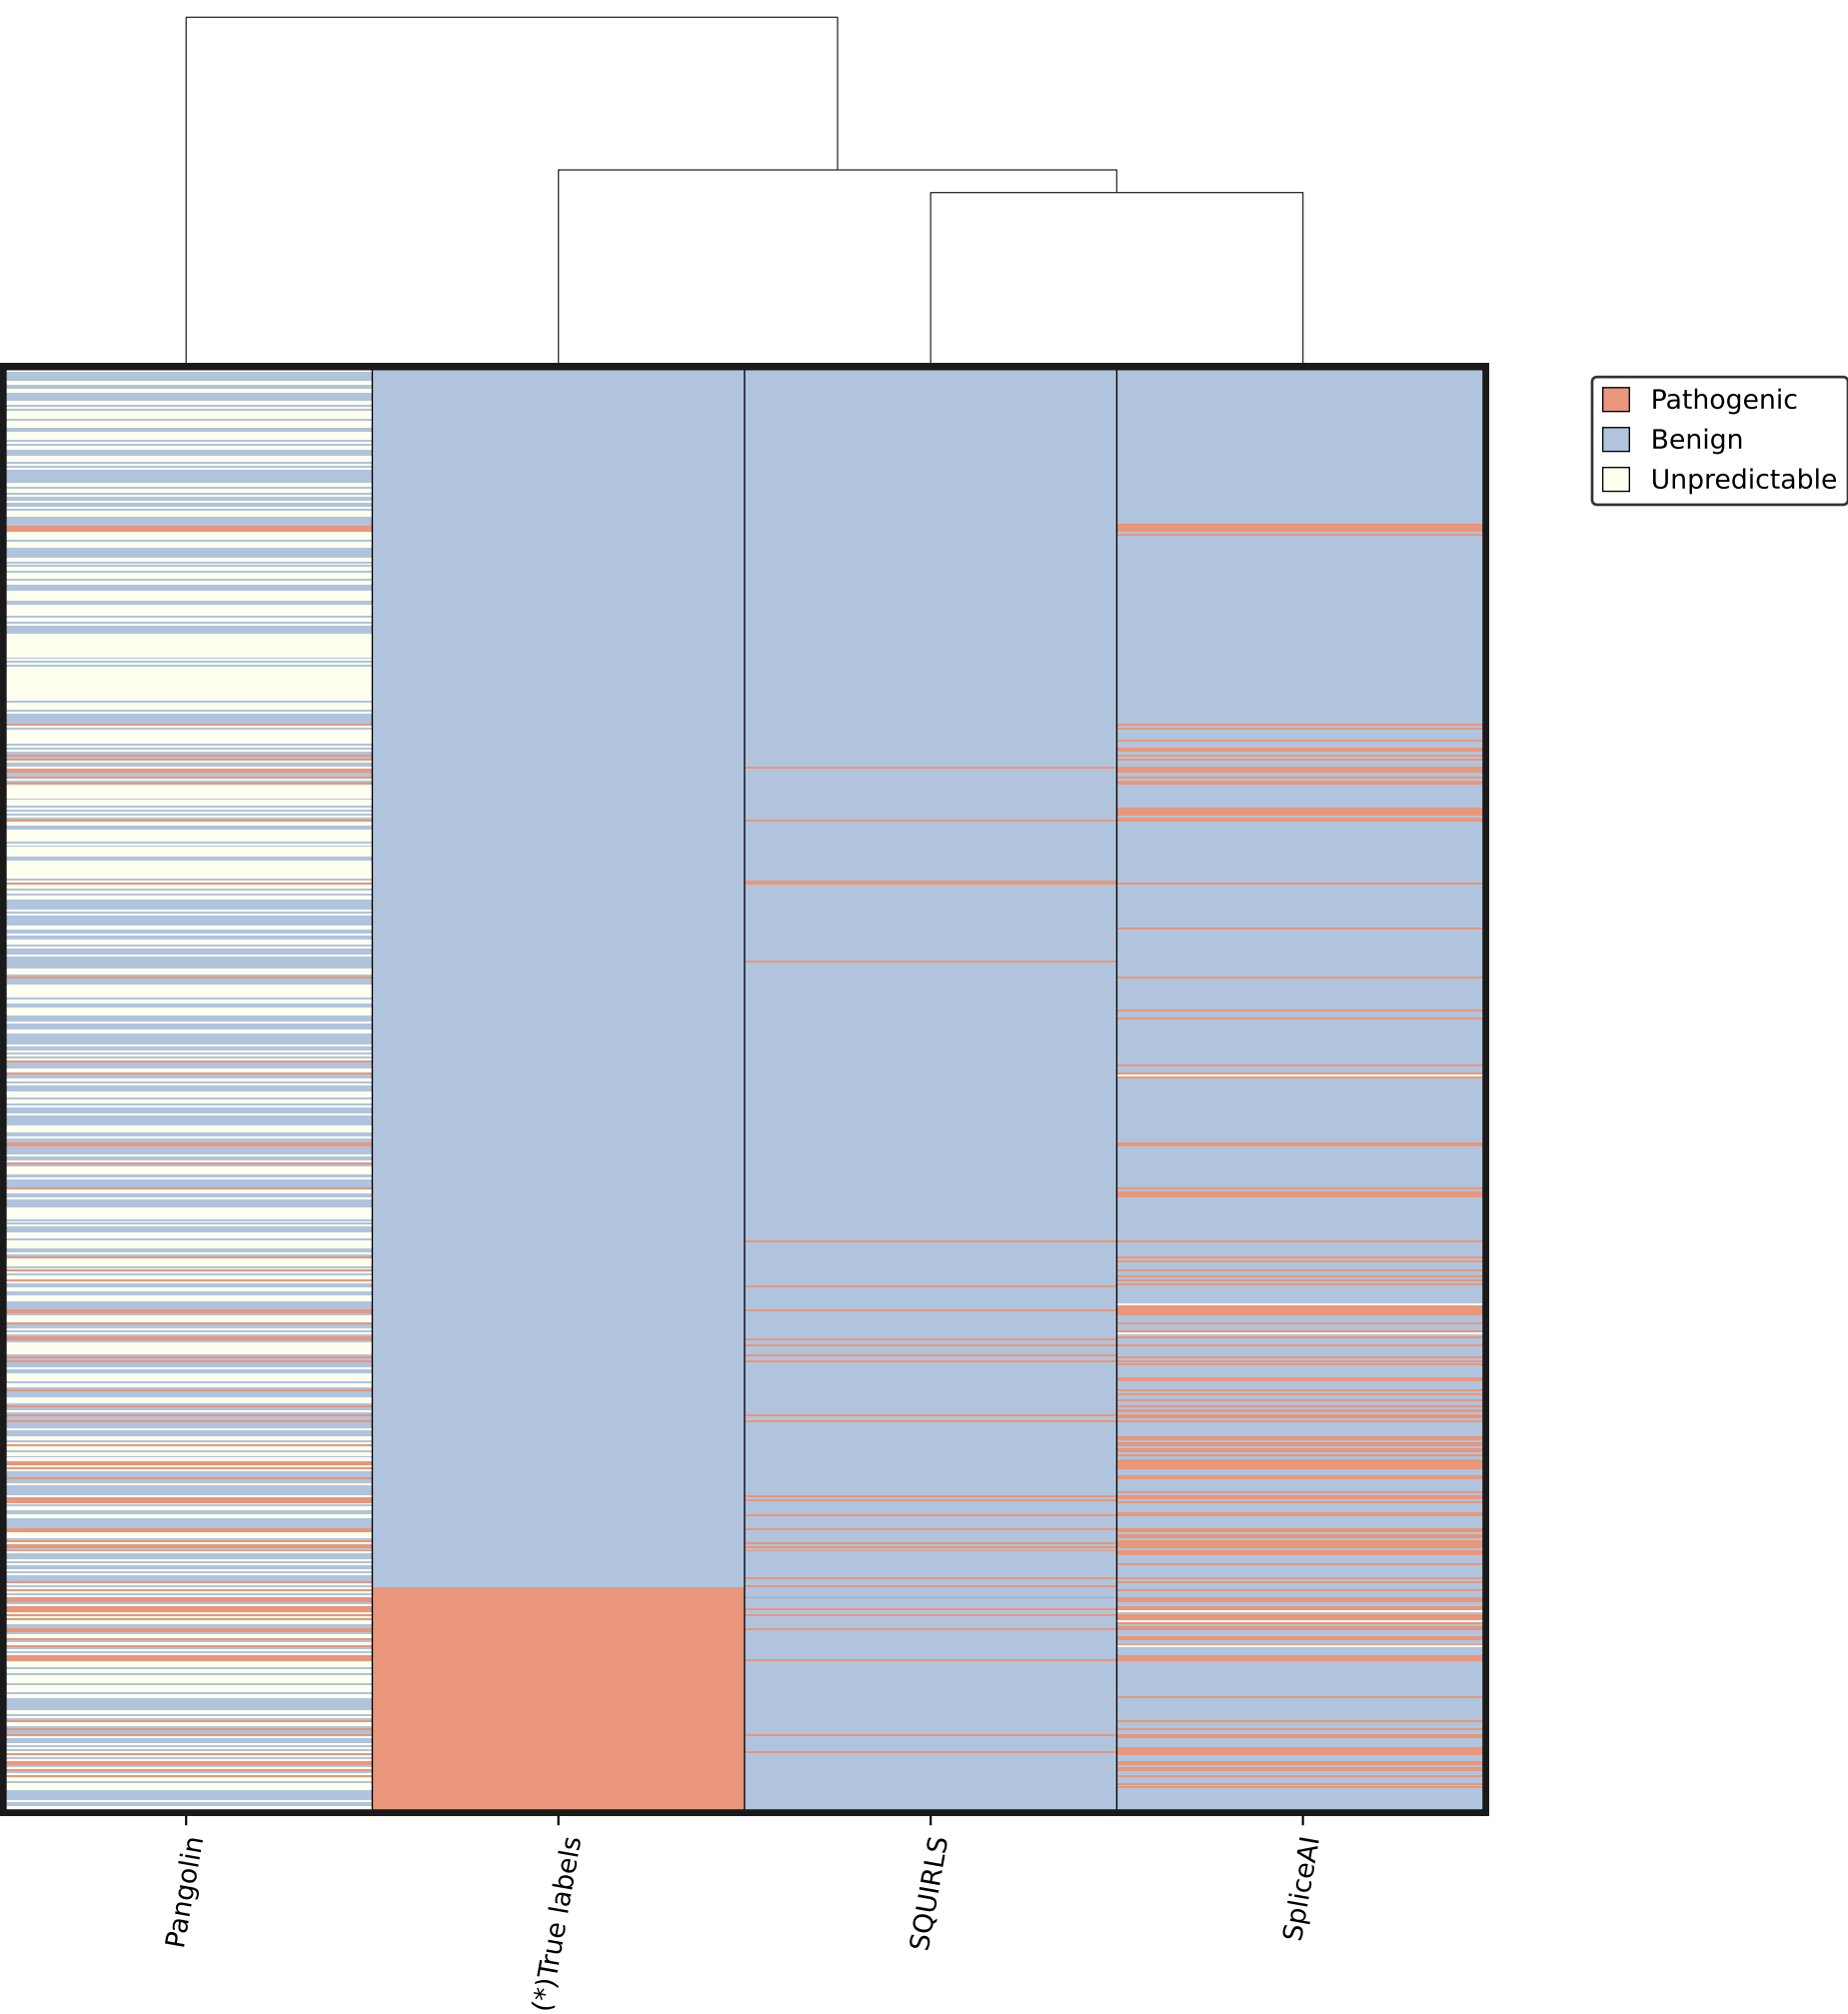 Pathogenic
Benign
Unpredictable
Pangolin
(*)True labels
SQUIRLS
SpliceAI